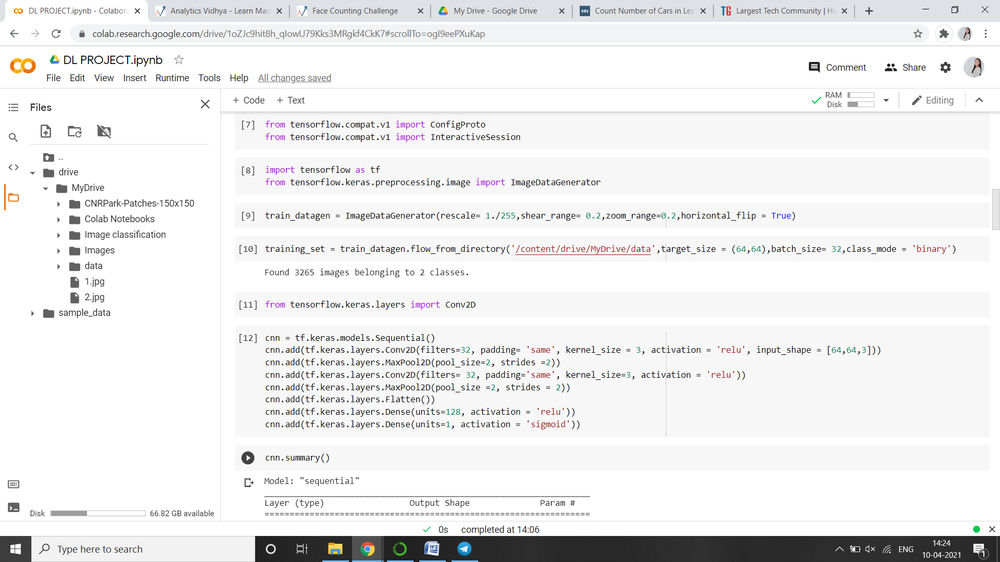 DL PROJECT.ipynb - Colabora
Analytics Vidhya - Learn Mac
Face Counting Challenge
My Drive - Google Drive
tds
Count Number of Cars in Les
TG
Largest Tech Community | Ha
colab.research.google.com/drive/1oZJc9hit8h_qIowU79Kks3MRgkf4CkK7#scrollTo=ogI9eePXuKap
DL PROJECT.ipynb
Comment
Share
File Edit View Insert Runtime Tools Help All changes saved
Files
+ Code + Text
RAM
Disk
Editing
..
drive
MyDrive
CNRPark-Patches-150x150
Colab Notebooks
Image classification
Images
data
1.jpg
2.jpg
sample_data
Disk 66.82 GB available
[7] from tensorflow.compat.v1 import ConfigProto
from tensorflow.compat.v1 import InteractiveSession
[8] import tensorflow as tf
from tensorflow.keras.preprocessing.image import ImageDataGenerator
[9] train_datagen = ImageDataGenerator(rescale= 1./255,shear_range= 0.2,zoom_range=0.2,horizontal_flip = True)
[10] training_set = train_datagen.flow_from_directory('/content/drive/MyDrive/data',target_size = (64,64),batch_size= 32,class_mode = 'binary')
Found 3265 images belonging to 2 classes.
[11] from tensorflow.keras.layers import Conv2D
[12] cnn = tf.keras.models.Sequential()
cnn.add(tf.keras.layers.Conv2D(filters=32, padding= 'same', kernel_size = 3, activation = 'relu', input_shape = [64,64,3]))
cnn.add(tf.keras.layers.MaxPool2D(pool_size=2, strides =2))
cnn.add(tf.keras.layers.Conv2D(filters= 32, padding='same', kernel_size=3, activation = 'relu'))
cnn.add(tf.keras.layers.MaxPool2D(pool_size =2, strides = 2))
cnn.add(tf.keras.layers.Flatten())
cnn.add(tf.keras.layers.Dense(units=128, activation = 'relu'))
cnn.add(tf.keras.layers.Dense(units=1, activation = 'sigmoid'))
cnn.summary()
Model: "sequential"
_________________________________________________________________
Layer (type) Output Shape Param #
=================================================================
0s completed at 14:06
Type here to search
ENG
14:24
10-04-2021
1